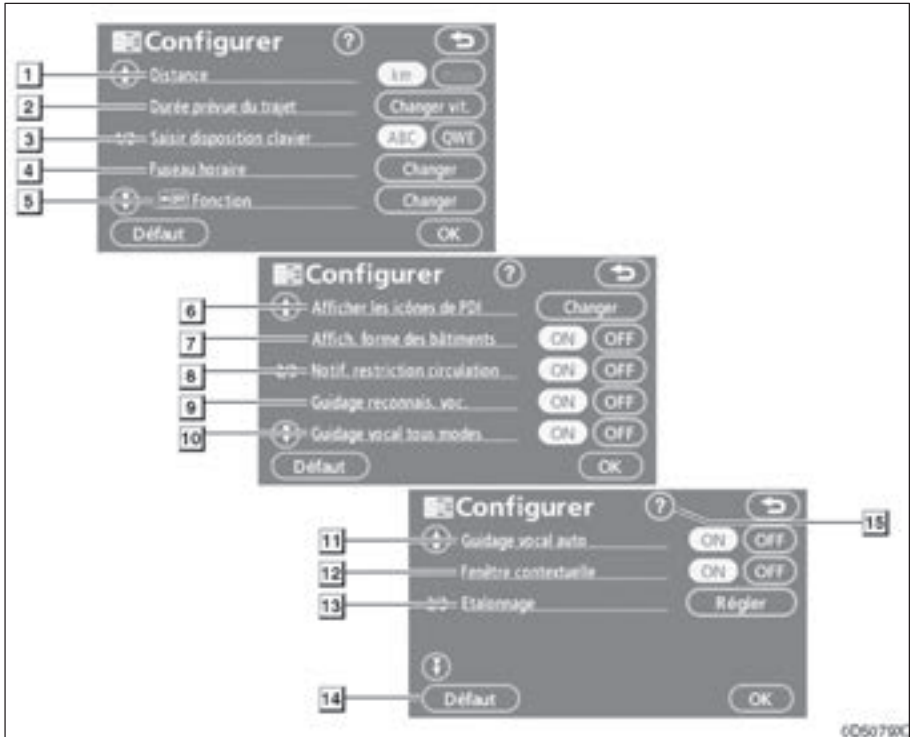 Configurer ?
1 Distance km
2 Durée prévue du trajet Changer vit.
3 Saisir disposition clavier ABC QWE
4 Fuseau horaire Changer
5 Fonction Changer
Défaut OK
Configurer ?
6 Afficher les icônes de PDI Changer
7 Affich. forme des bâtiments ON OFF
8 Notif. restriction circulation ON OFF
9 Guidage reconnais. voc. ON OFF
10 Guidage vocal tous modes ON OFF
Défaut OK
Configurer ? 15
11 Guidage vocal auto ON OFF
12 Fenêtre contextuelle ON OFF
13 Etalonnage Régler
14 Défaut OK